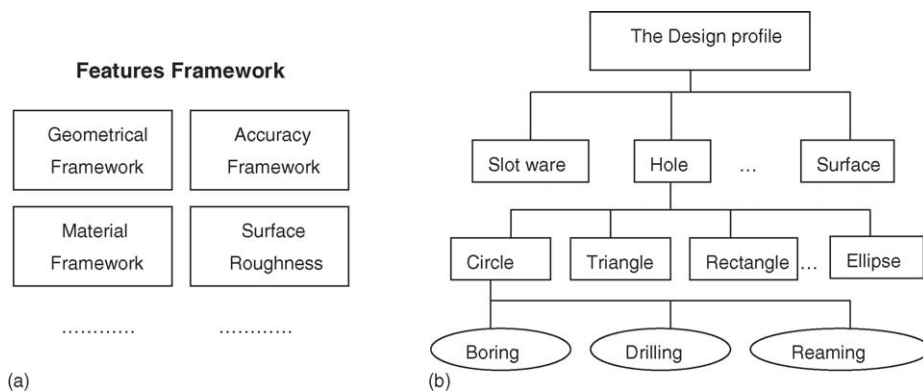 Features Framework
Geometrical
Framework
Accuracy
Framework
Material
Framework
Surface
Roughness
............ ............
(a)
The Design profile
Slot ware Hole ... Surface
Circle Triangle Rectangle ... Ellipse
Boring Drilling Reaming
(b)